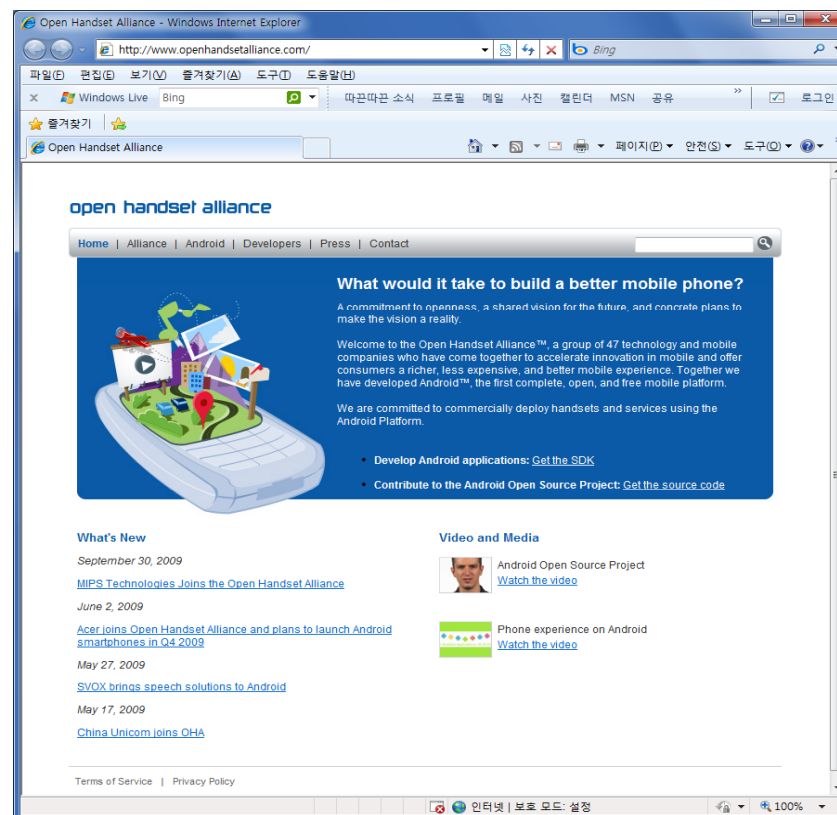 Open Handset Alliance - Windows Internet Explorer
http://www.openhandsetalliance.com/
Bing
파일(F) 편집(E) 보기(V) 즐겨찾기(A) 도구(T) 도움말(H)
x Windows Live Bing 따끈따끈 소식 프로필 메일 사진 캘린더 MSN 공유 » 로그인
즐겨찾기
Open Handset Alliance 페이지(P) 안전(S) 도구(O)
open handset alliance
Home | Alliance | Android | Developers | Press | Contact
What would it take to build a better mobile phone?
A commitment to openness, a shared vision for the future, and concrete plans to
make the vision a reality.
Welcome to the Open Handset Alliance™, a group of 47 technology and mobile
companies who have come together to accelerate innovation in mobile and offer
consumers a richer, less expensive, and better mobile experience. Together we
have developed Android™, the first complete, open, and free mobile platform.
We are committed to commercially deploy handsets and services using the
Android Platform.
• Develop Android applications: Get the SDK
• Contribute to the Android Open Source Project: Get the source code
What's New
September 30, 2009
MIPS Technologies Joins the Open Handset Alliance
June 2, 2009
Acer joins Open Handset Alliance and plans to launch Android
smartphones in Q4 2009
May 27, 2009
SVOX brings speech solutions to Android
May 17, 2009
China Unicom joins OHA
Video and Media
Android Open Source Project
Watch the video
Phone experience on Android
Watch the video
Terms of Service | Privacy Policy
인터넷 | 보호 모드: 설정 100%